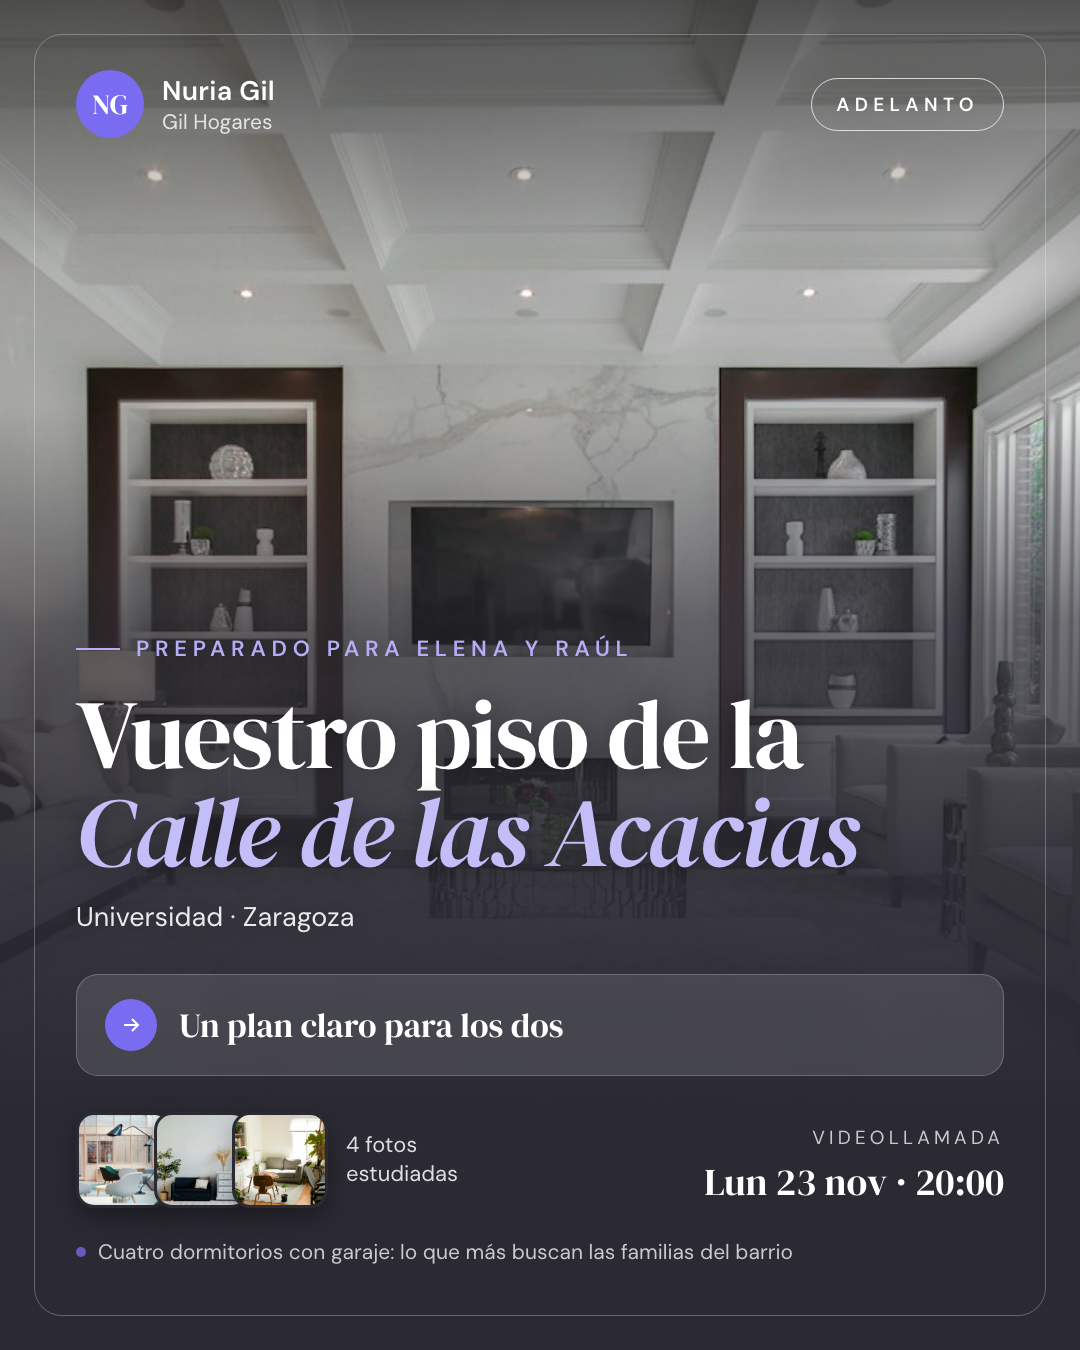 NG
Nuria Gil
Gil Hogares
ADELANTO
PREPARADO PARA ELENA Y RAÚL
Vuestro piso de la
Calle de las Acacias
Universidad · Zaragoza
Un plan claro para los dos
4 fotos
estudiadas
VIDEOLLAMADA
Lun 23 nov · 20:00
Cuatro dormitorios con garaje: lo que más buscan las familias del barrio